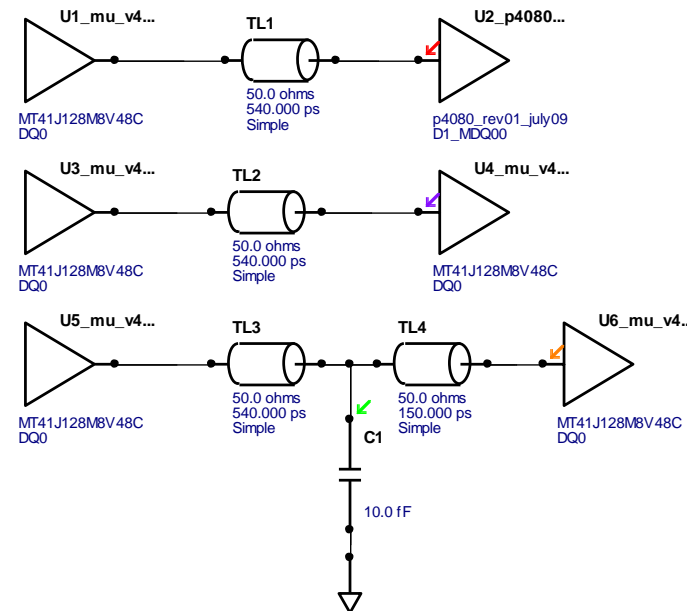 U1_mu_v4...
TL1
U2_p4080...
50.0 ohms
540.000 ps
Simple
MT41J128M8V48C
DQ0
p4080_rev01_july09
D1_MDQ00
U3_mu_v4...
TL2
U4_mu_v4...
50.0 ohms
540.000 ps
Simple
MT41J128M8V48C
DQ0
MT41J128M8V48C
DQ0
U5_mu_v4...
TL3
TL4
U6_mu_v4..
50.0 ohms
540.000 ps
Simple
50.0 ohms
150.000 ps
Simple
MT41J128M8V48C
DQ0
MT41J128M8V48C
DQ0
C1
10.0 fF